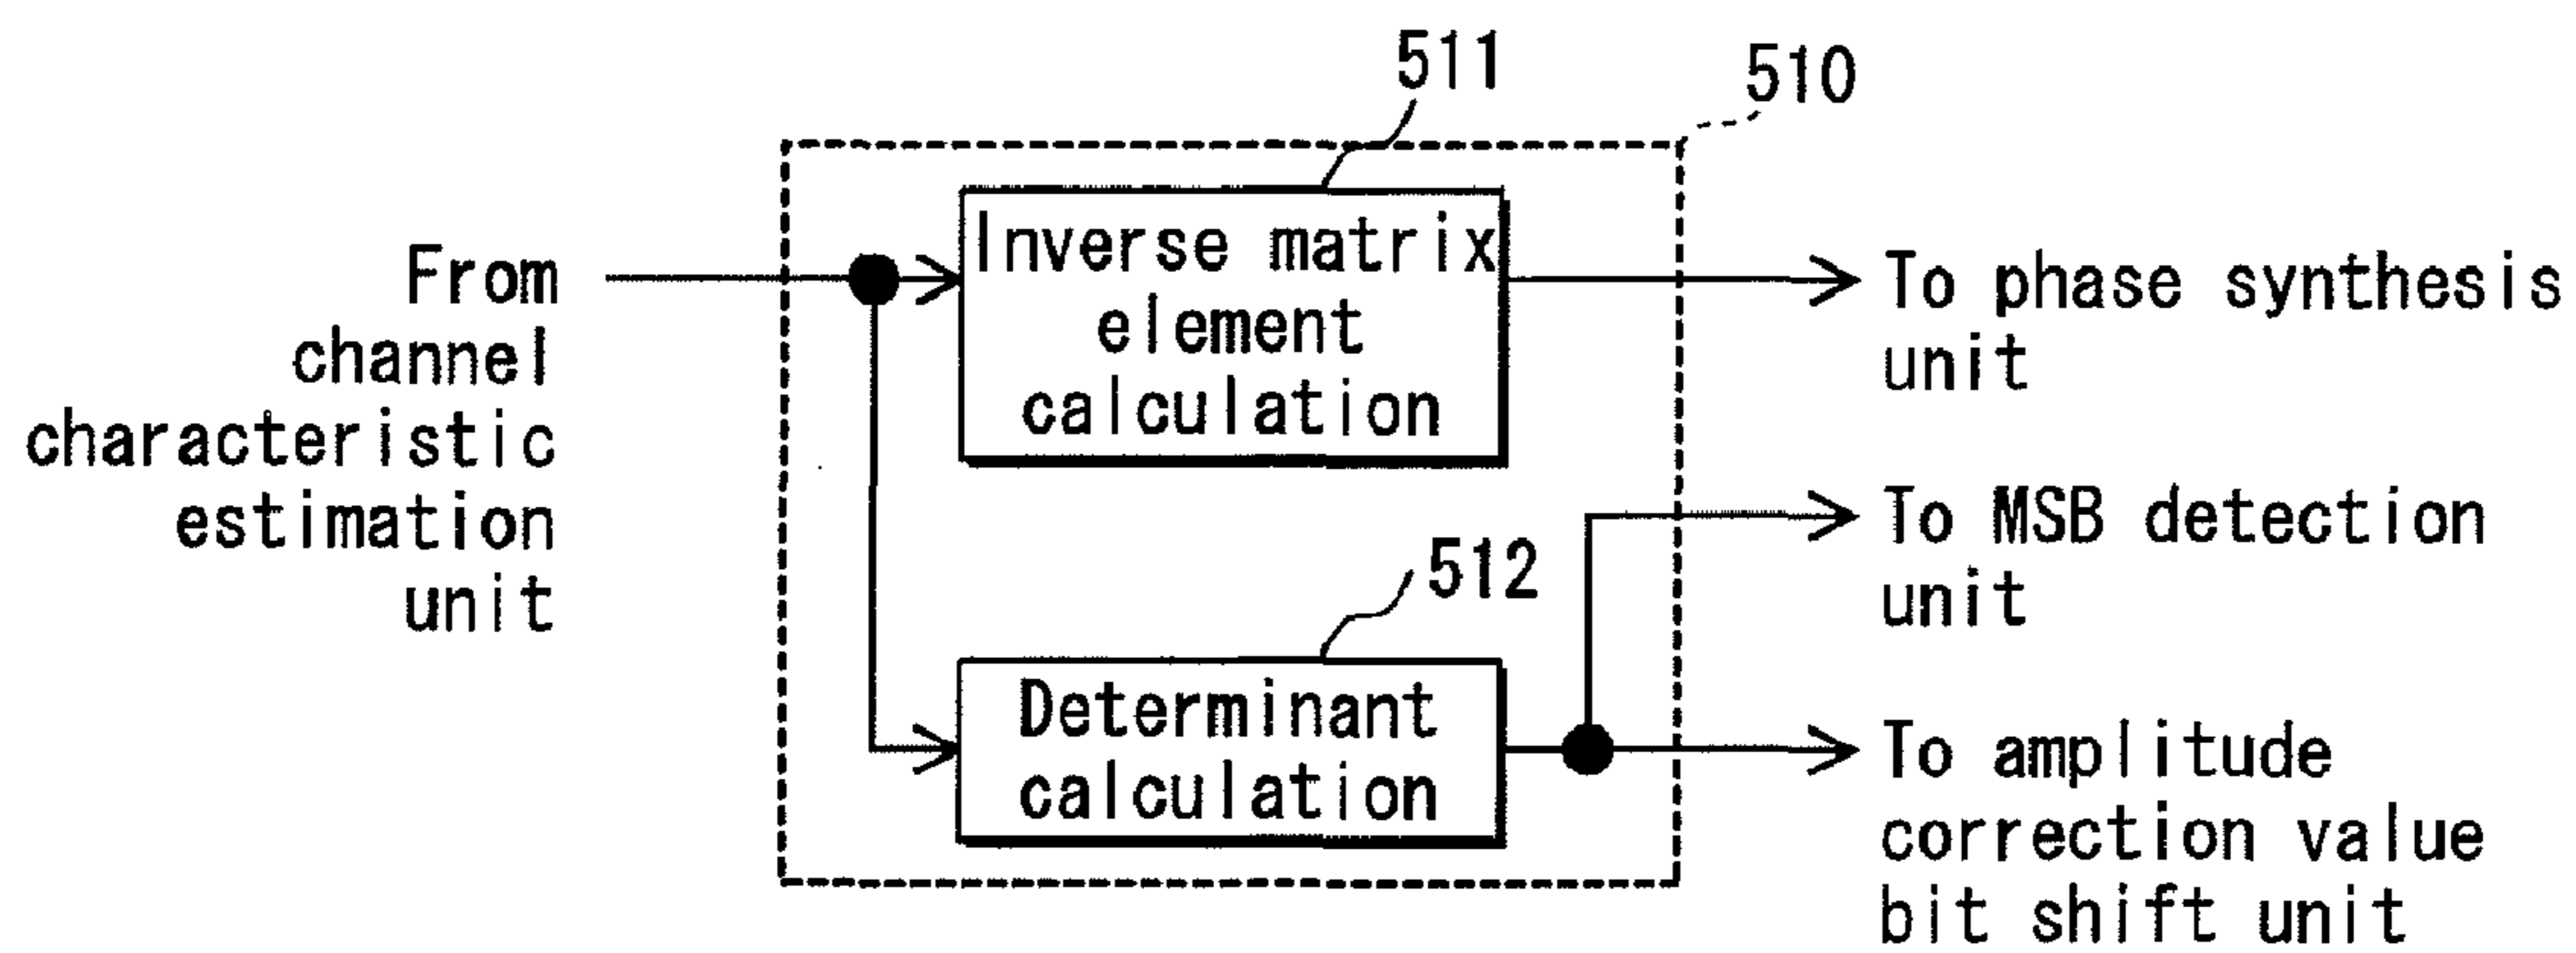 511
510
From
channel
characteristic
estimation
unit
Inverse matrix
element
calculation
To phase synthesis
unit
To MSB detection
unit
512
Determinant
calculation
To amplitude
correction value
bit shift unit